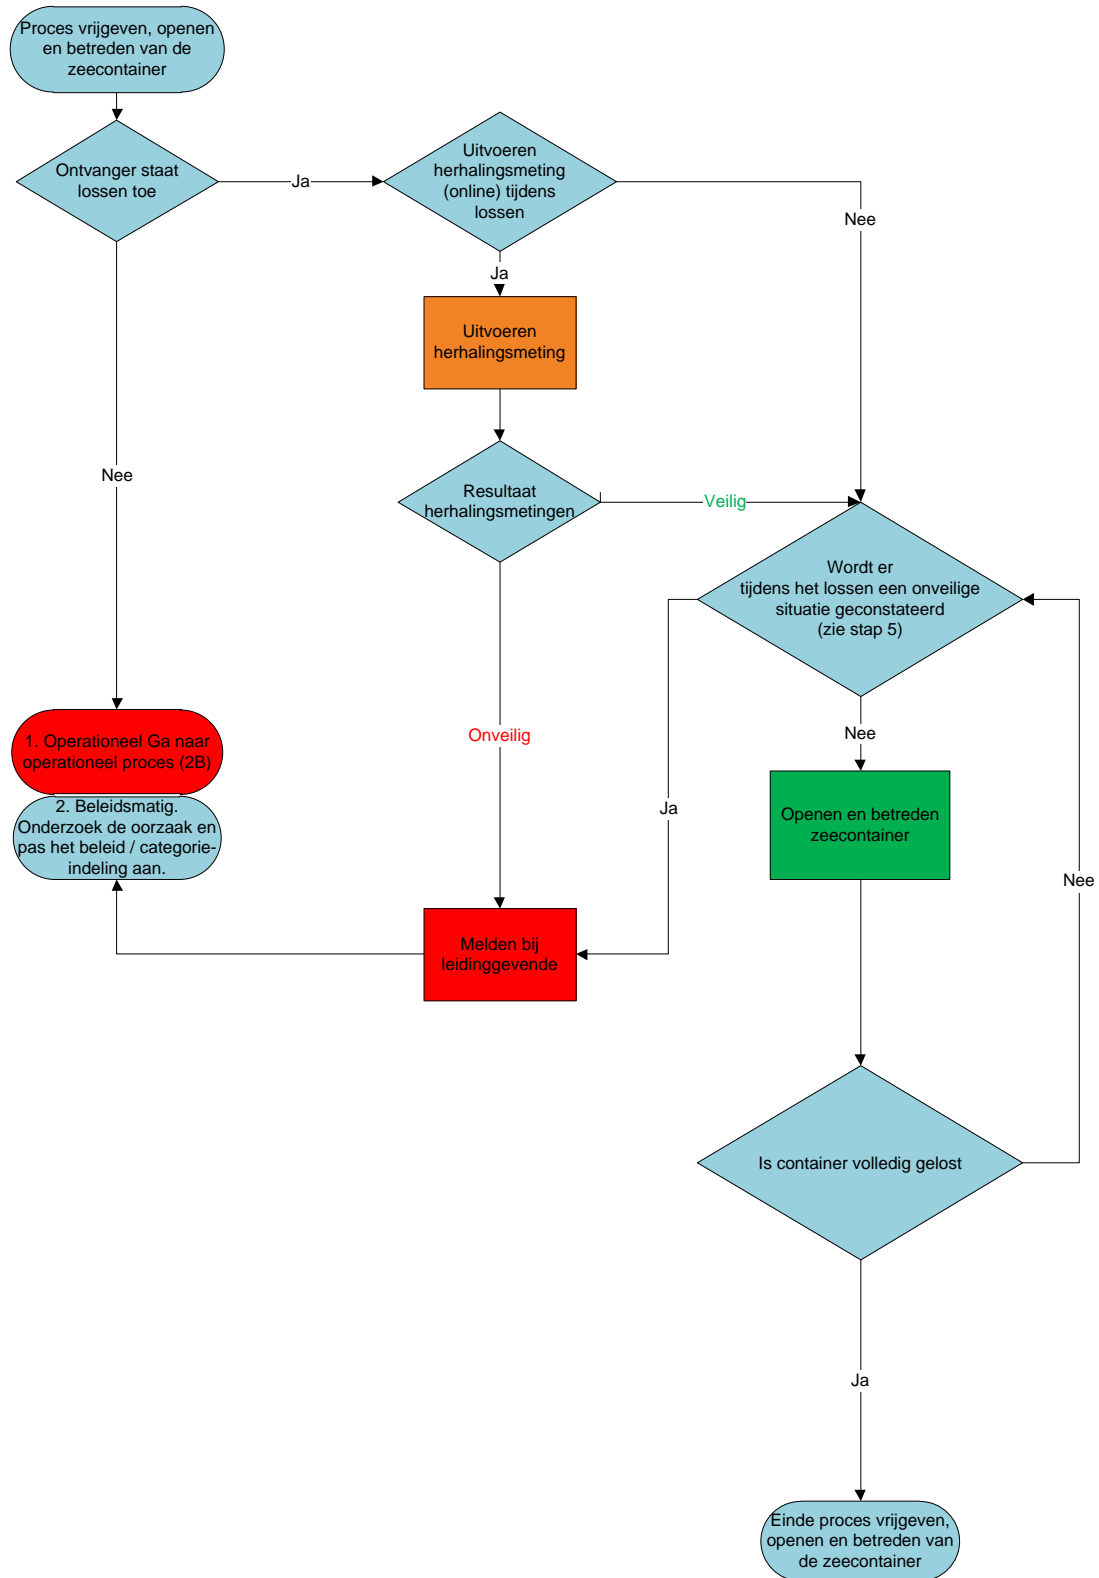 Proces vrijgeven, openen
en betreden van de
zeecontainer
Ontvanger staat
lossen toe
Ja
Uitvoeren
herhalingsmeting
(online) tijdens
lossen
Nee
Ja
Uitvoeren
herhalingsmeting
Nee
Resultaat
herhalingsmetingen
Veilig
Wordt er
tijdens het lossen een onveilige
situatie geconstateerd
(zie stap 5)
Onveilig
Nee
1. Operationeel Ga naar
operationeel proces (2B)
2. Beleidsmatig.
Onderzoek de oorzaak en
pas het beleid / categorie-
indeling aan.
Ja
Openen en betreden
zeecontainer
Nee
Melden bij
leidinggevende
Is container volledig gelost
Ja
Einde proces vrijgeven,
openen en betreden van
de zeecontainer